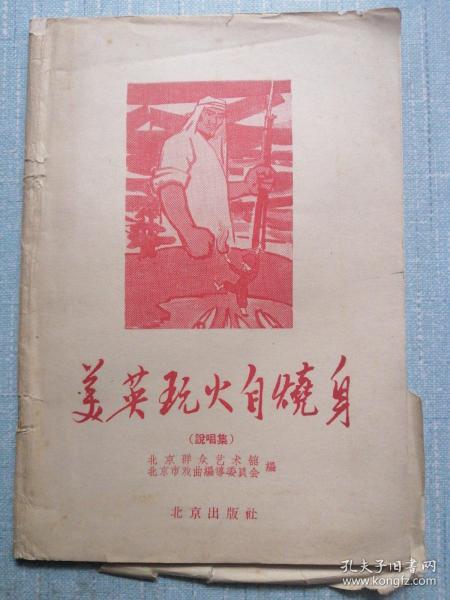 美英玩火自燒身
(說唱集)
北京群众艺术館
北京市戏曲編導委員会 編
北京出版社
孔夫子旧书网
www.kongfz.com